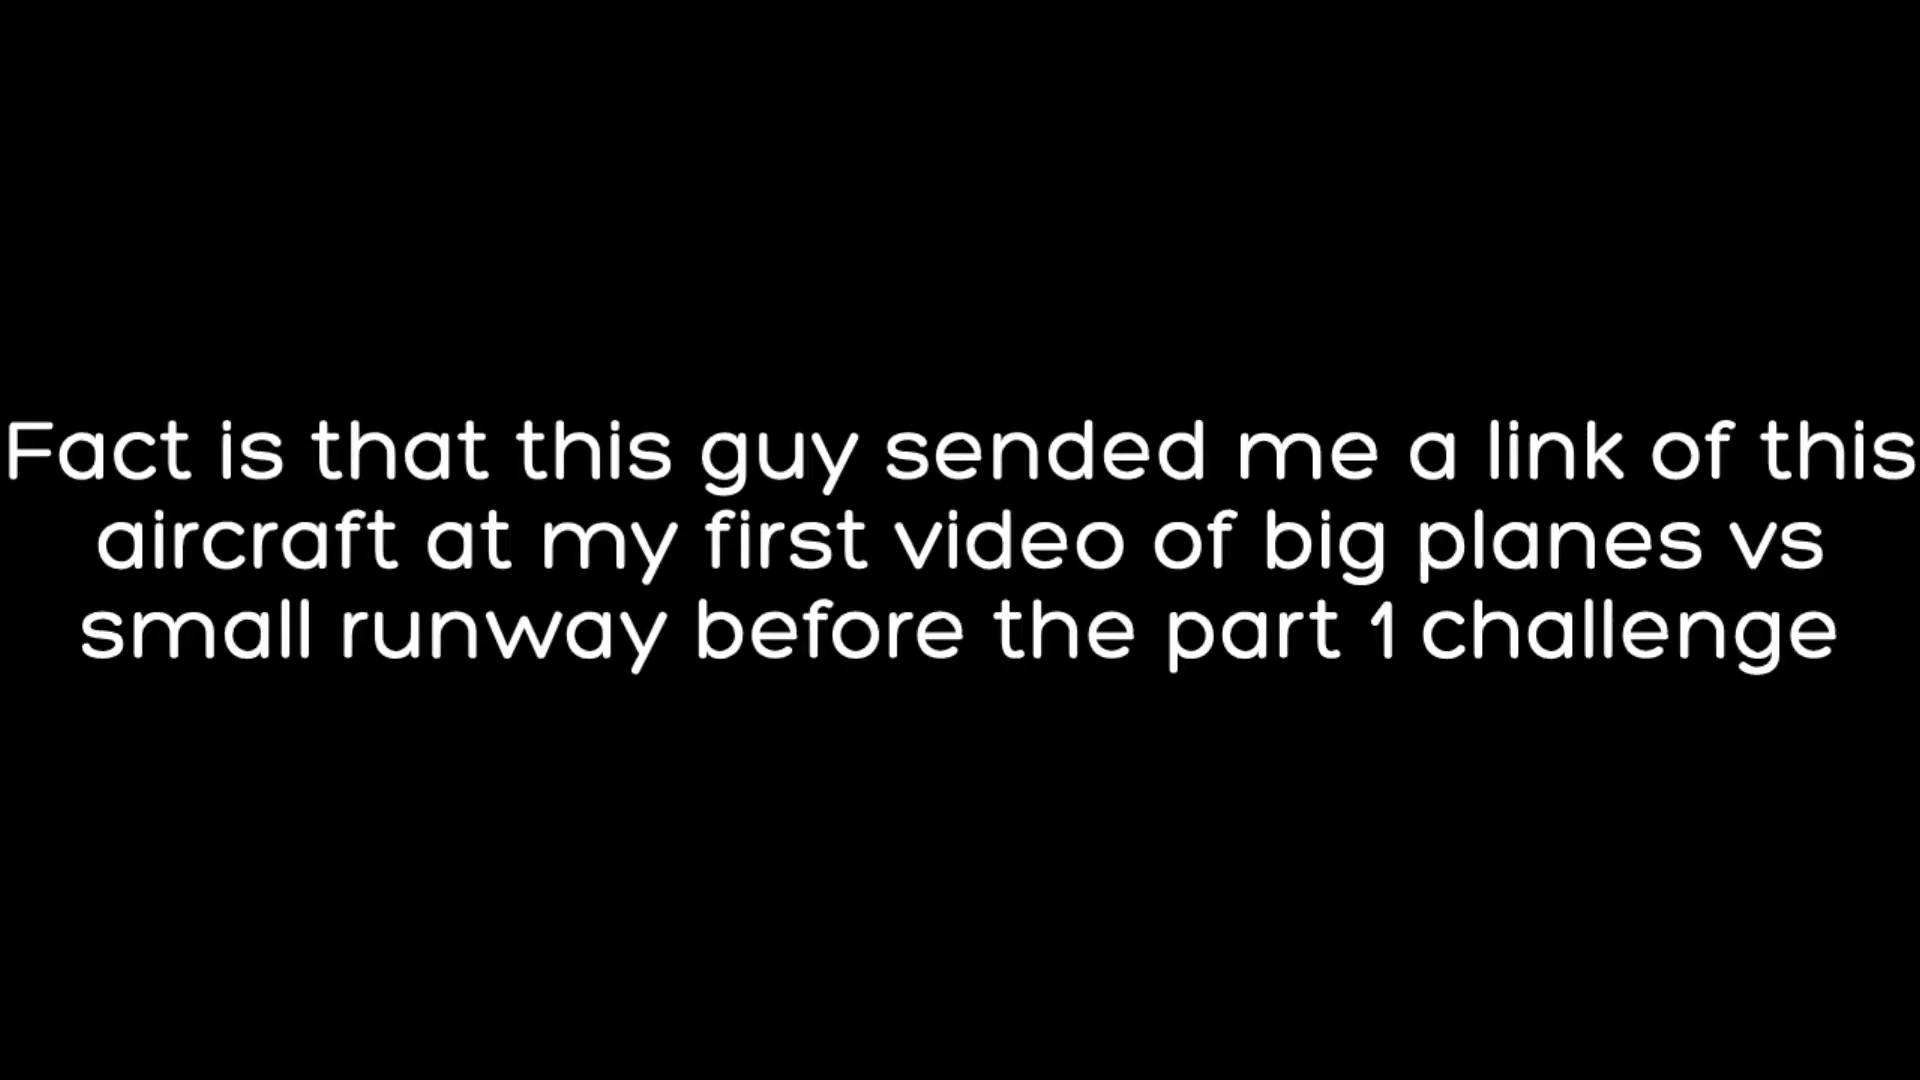 Fact is that this guy sended me a link of this
aircraft at my first video of big planes vs
small runway before the part 1 challenge